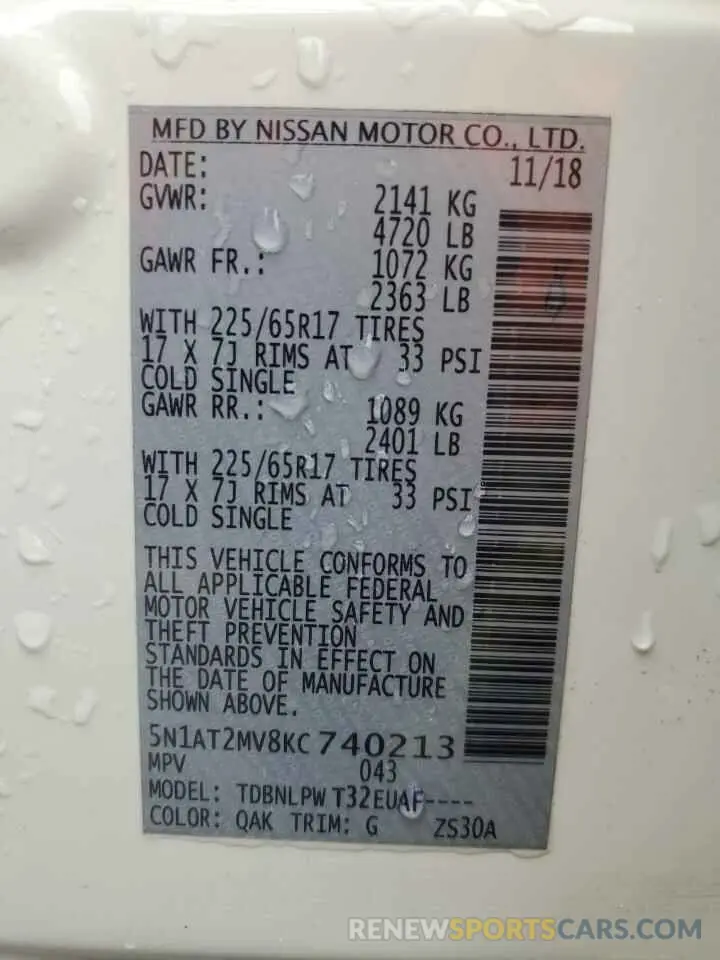 MFD BY NISSAN MOTOR CO., LTD.
DATE: 11/18
GVWR: 2141 KG
4720 LB
GAWR FR.: 1072 KG
2363 LB
WITH 225/65R17 TIRES
17 X 7J RIMS AT 33 PSI
COLD SINGLE
GAWR RR.: 1089 KG
2401 LB
WITH 225/65R17 TIRES
17 X 7J RIMS AT 33 PSI
COLD SINGLE
THIS VEHICLE CONFORMS TO
ALL APPLICABLE FEDERAL
MOTOR VEHICLE SAFETY AND
THEFT PREVENTION
STANDARDS IN EFFECT ON
THE DATE OF MANUFACTURE
SHOWN ABOVE.
5N1AT2MV8KC740213
MPV 043
MODEL: TDBNLPW T32EUAF----
COLOR: QAK TRIM: G ZS30A
RENEWSPORTSCARS.COM